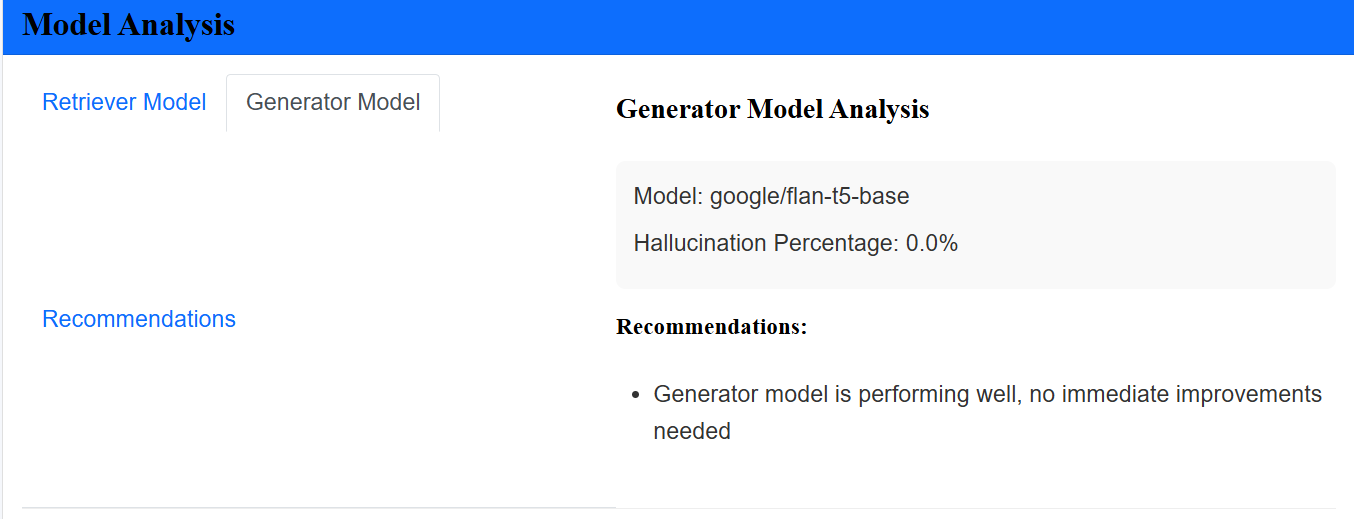 Model Analysis
Retriever Model
Generator Model
Generator Model Analysis
Model: google/flan-t5-base
Hallucination Percentage: 0.0%
Recommendations
Recommendations:
• Generator model is performing well, no immediate improvements
needed